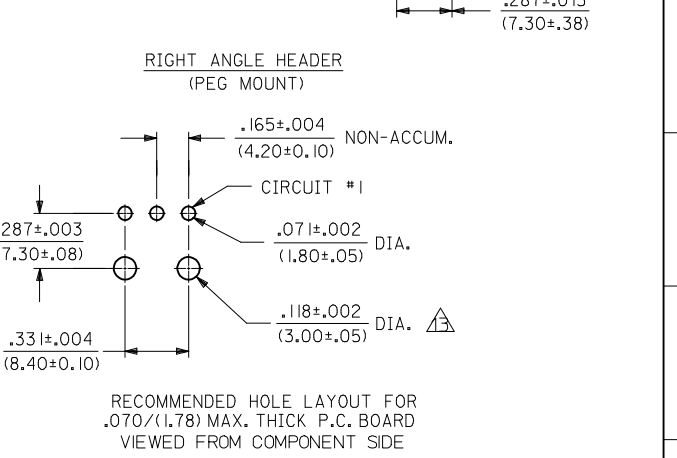 .287±.015
(7.30±.38)
RIGHT ANGLE HEADER
(PEG MOUNT)
.165±.004
(4.20±0.10)
NON-ACCUM.
CIRCUIT #1
287±.003
7.30±.08)
.071±.002
(1.80±.05)
DIA.
.118±.002
(3.00±.05)
DIA. 13
.331±.004
(8.40±0.10)
RECOMMENDED HOLE LAYOUT FOR
.070/(1.78) MAX. THICK P.C. BOARD
VIEWED FROM COMPONENT SIDE